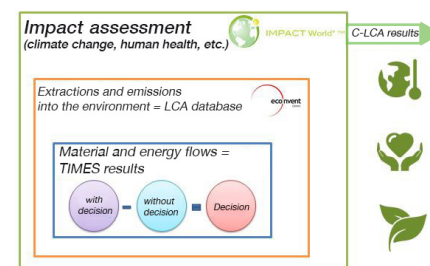 Impact assessment
(climate change, human health, etc.)
IMPACT World+
C-LCA results
Extractions and emissions
into the environment = LCA database
ecoinvent
Material and energy flows =
TIMES results
with
decision
-
without
decision
=
Decision